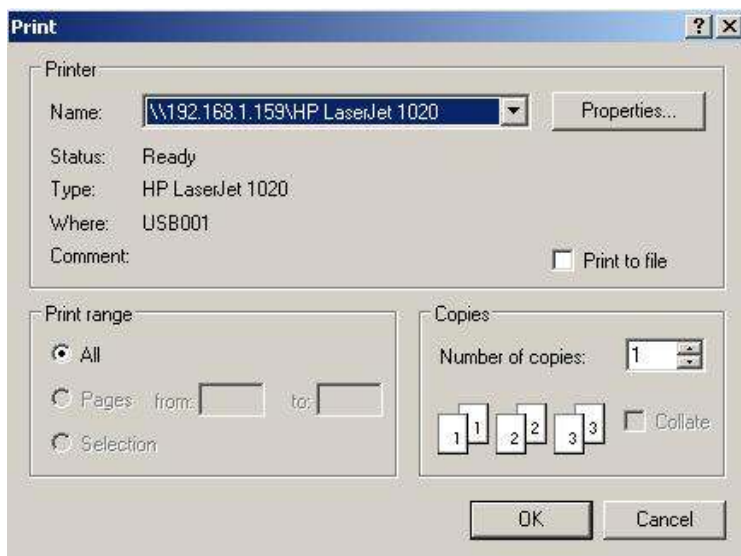 Print
Printer
Name: \\192.168.1.159\HP LaserJet 1020 Properties...
Status: Ready
Type: HP LaserJet 1020
Where: USB001
Comment: Print to file
Print range
All
Pages from: to:
Selection
Copies
Number of copies: 1
1 1 2 2 3 3 Collate
OK Cancel